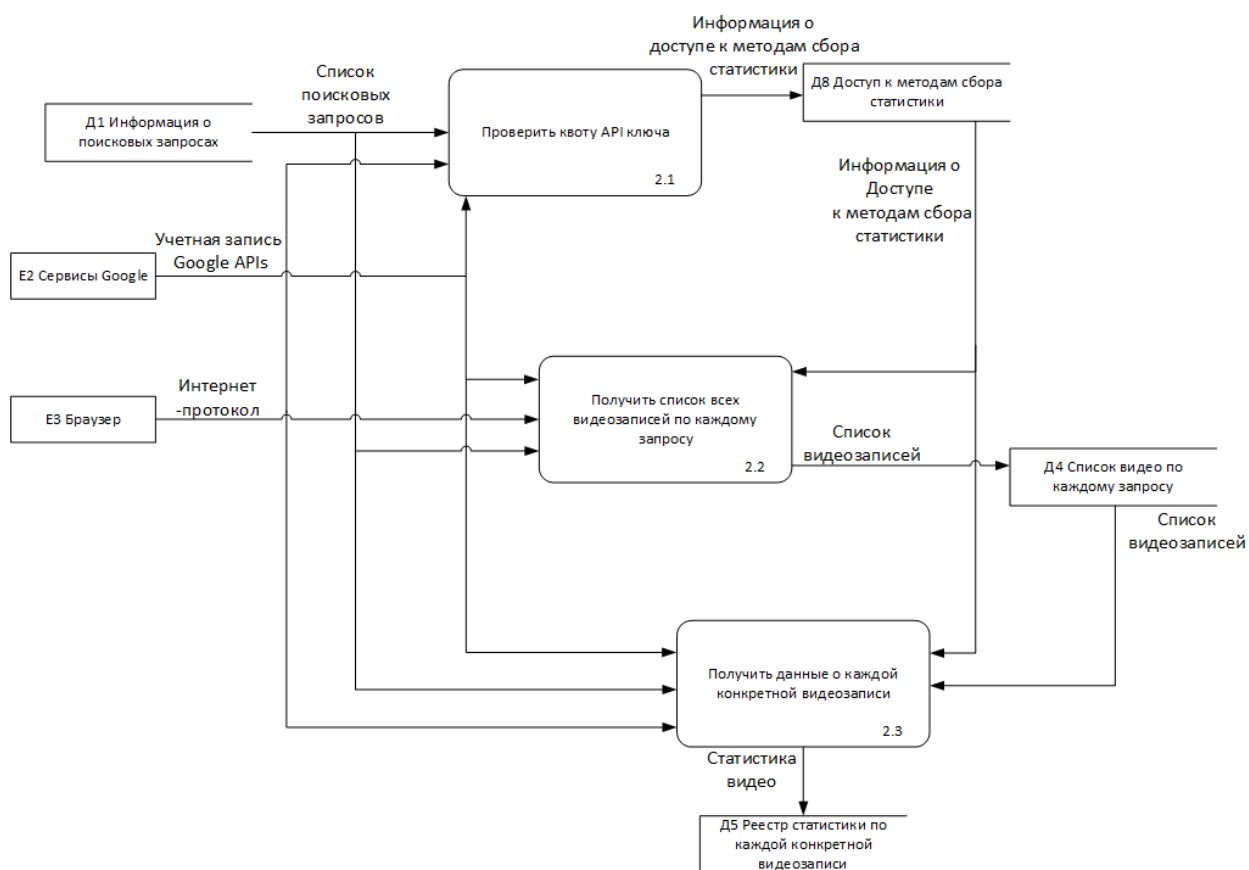 Информация о
доступе к методам сбора
статистики
Список
поисковых
запросов
Д1 Информация о
поисковых запросах
Проверить квоту API ключа
2.1
Д8 Доступ к методам сбора
статистики
Информация о
Доступе
к методам сбора
статистики
Учетная запись
Google APIs
E2 Сервисы Google
Интернет
-протокол
E3 Браузер
Получить список всех
видеозаписей по каждому
запросу
2.2
Список
видеозаписей
Д4 Список видео по
каждому запросу
Список
видеозаписей
Получить данные о каждой
конкретной видеозаписи
2.3
Статистика
видео
Д5 Реестр статистики по
каждой конкретной
видеозаписи